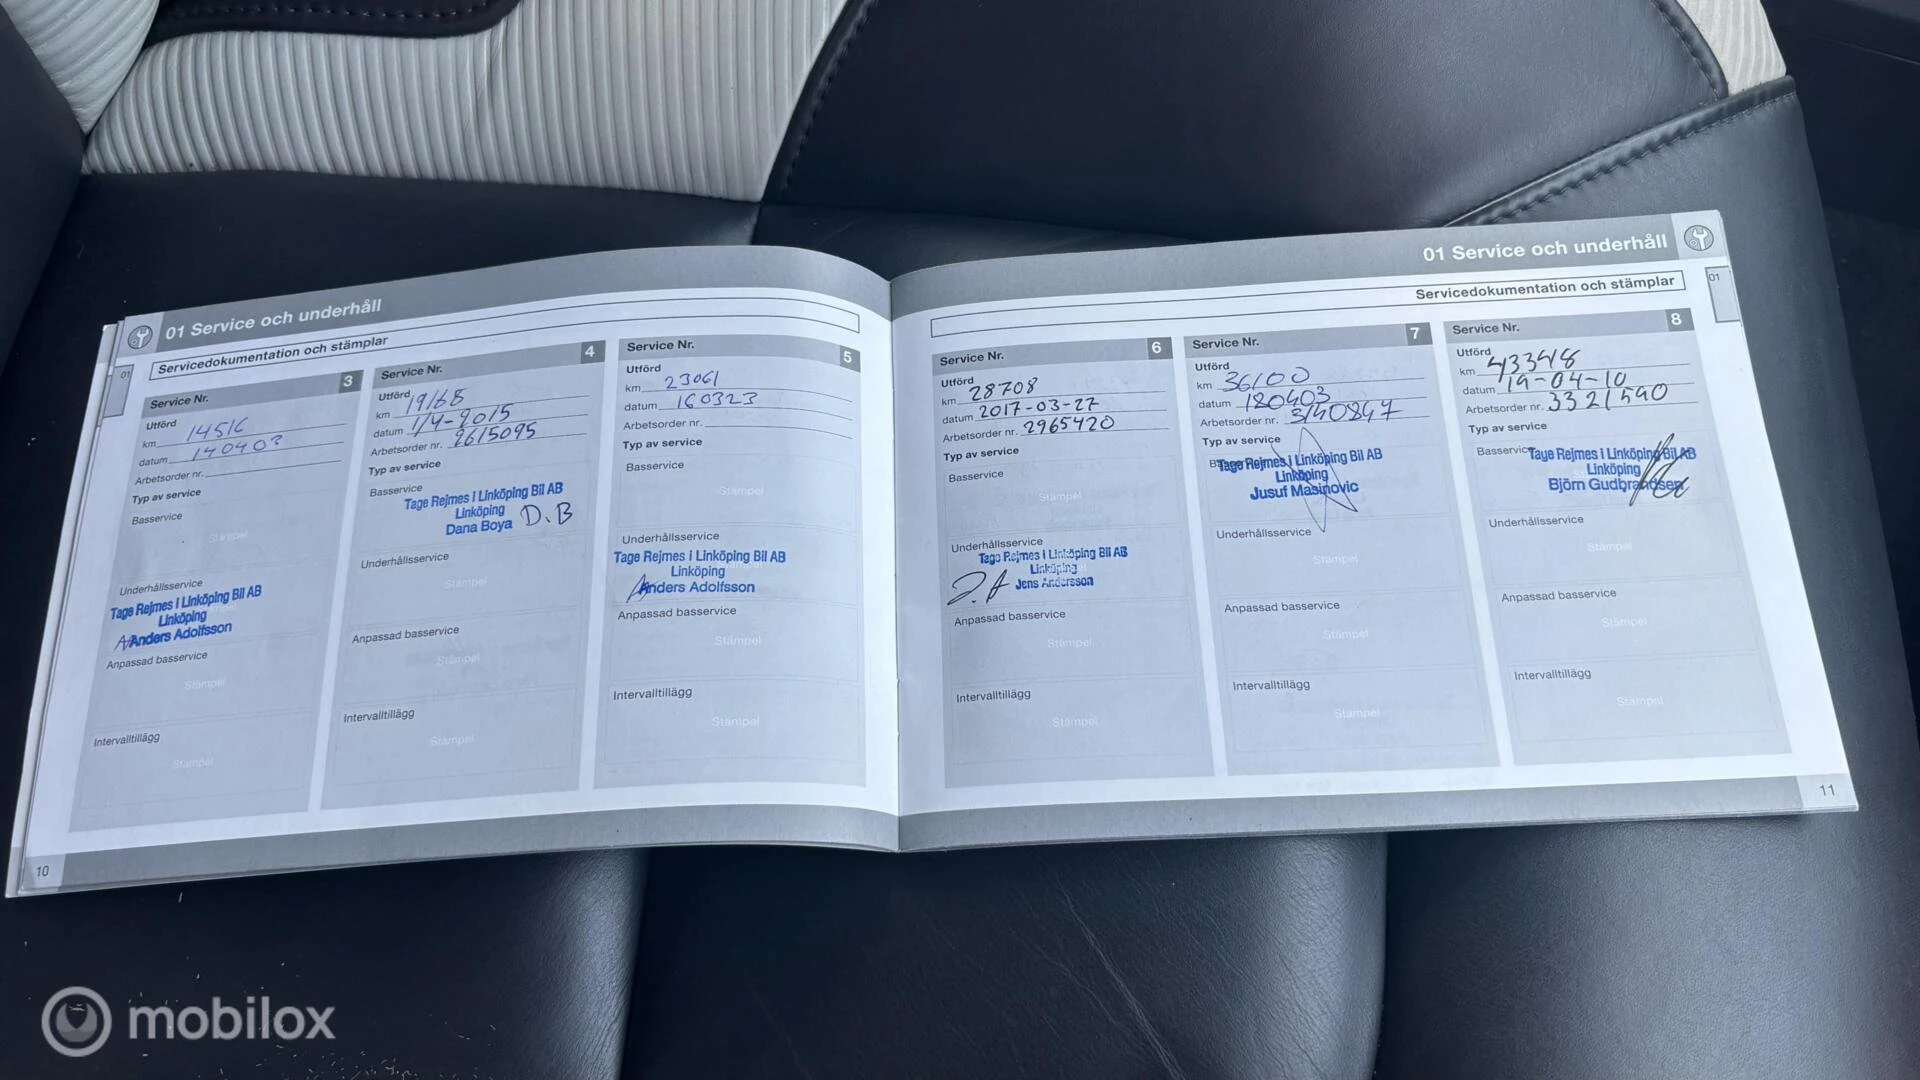 01 Service och underhåll
Servicedokumentation och stämplar
01
Service Nr. 3
Utförd
km 14516
datum 140403
Arbetsorder nr.
Typ av service
Basservice
Stämpel
Underhållsservice
Tage Rejmes i Linköping Bil AB
Linköping
Anders Adolfsson
Anpassad basservice
Stämpel
Intervalltillägg
Stämpel
Service Nr. 4
Utförd
km 19168
datum 1/4-2015
Arbetsorder nr. 2615095
Typ av service
Basservice
Tage Rejmes i Linköping Bil AB
Linköping
Dana Boya D.B
Underhållsservice
Stämpel
Anpassad basservice
Stämpel
Intervalltillägg
Stämpel
Service Nr. 5
Utförd
km 23061
datum 160323
Arbetsorder nr.
Typ av service
Basservice
Stämpel
Underhållsservice
Tage Rejmes i Linköping Bil AB
Linköping
Anders Adolfsson
Anpassad basservice
Stämpel
Intervalltillägg
Stämpel
10
01 Service och underhåll
Servicedokumentation och stämplar
01
Service Nr. 6
Utförd
km 28708
datum 2017-03-27
Arbetsorder nr. 2965420
Typ av service
Basservice
Stämpel
Underhållsservice
Tage Rejmes i Linköping Bil AB
Linköping
J.A Jens Andersson
Anpassad basservice
Stämpel
Intervalltillägg
Stämpel
Service Nr. 7
Utförd
km 36100
datum 180403
Arbetsorder nr. 3140847
Typ av service
Basservice
Tage Rejmes i Linköping Bil AB
Linköping
Jusuf Masinovic
Underhållsservice
Stämpel
Anpassad basservice
Stämpel
Intervalltillägg
Stämpel
Service Nr. 8
Utförd
km 43348
datum 19-04-10
Arbetsorder nr. 3321590
Typ av service
Basservice
Tage Rejmes i Linköping Bil AB
Linköping
Björn Gudbrandsen
Underhållsservice
Stämpel
Anpassad basservice
Stämpel
Intervalltillägg
Stämpel
11
mobilox